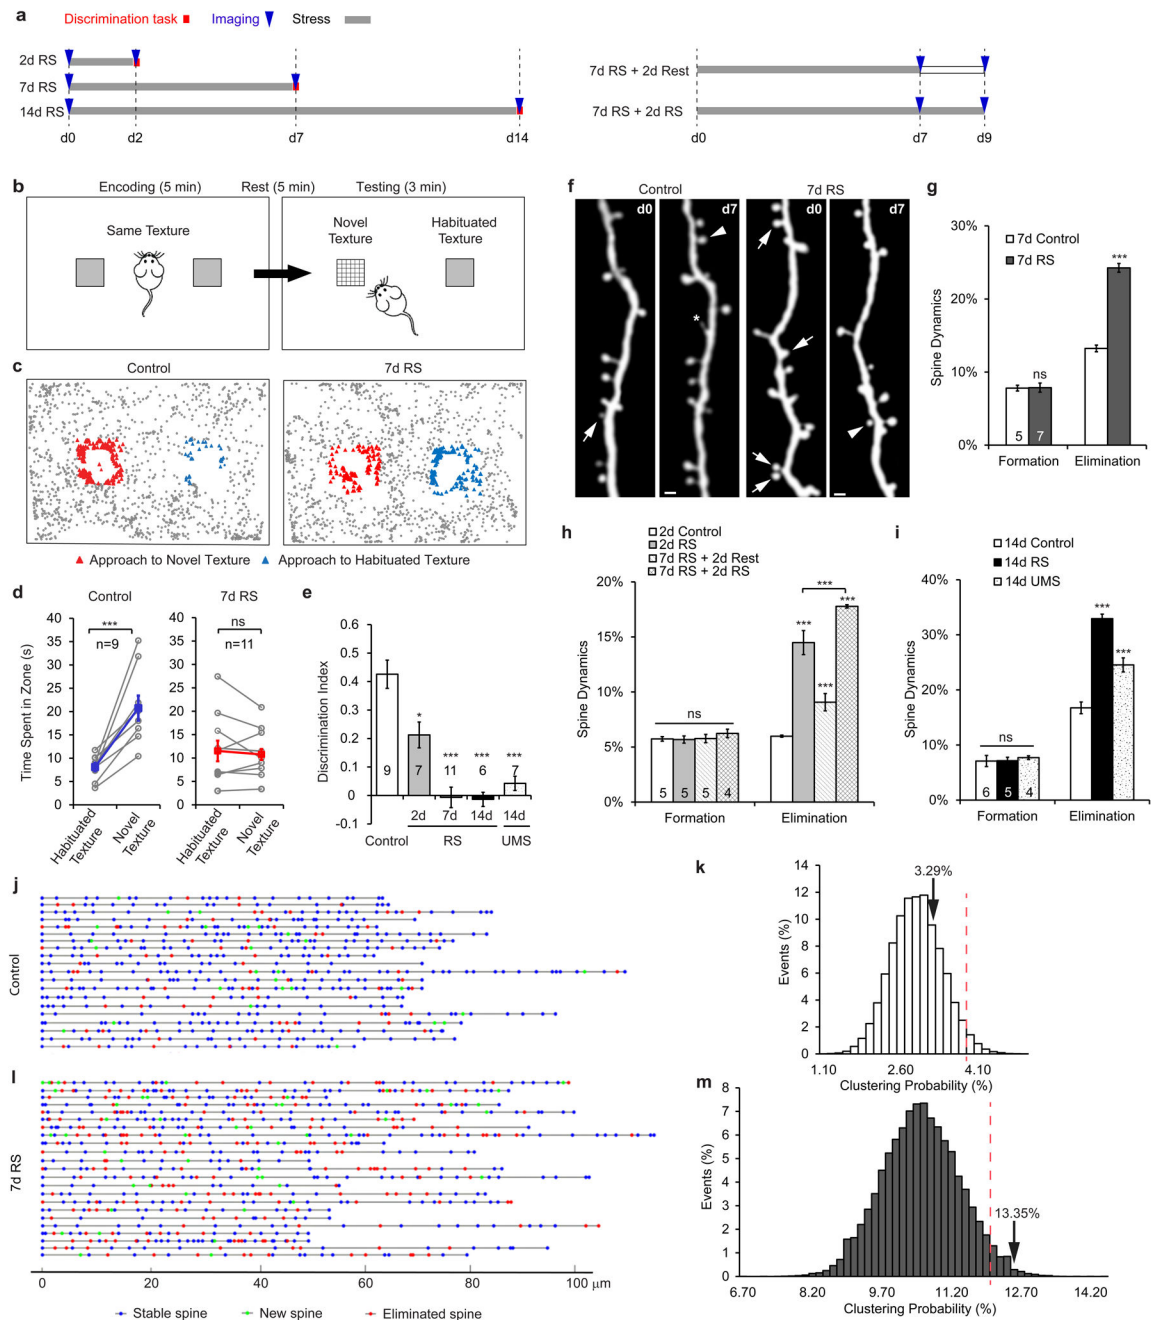 a
Discrimination task Imaging Stress
2d RS
7d RS
14d RS
d0 d2 d7 d14
7d RS + 2d Rest
7d RS + 2d RS
d0 d7 d9
b
Encoding (5 min) Rest (5 min) Testing (3 min)
Same Texture
Novel Texture
Habituated Texture
c
Control 7d RS
Approach to Novel Texture Approach to Habituated Texture
d
Control 7d RS
Time Spent in Zone (s)
40
35
30
25
20
15
10
5
0
***
n=9
Habituated Texture
Novel Texture
40
35
30
25
20
15
10
5
0
ns
n=11
Habituated Texture
Novel Texture
e
Discrimination Index
0.6
0.5
0.4
0.3
0.2
0.1
0
-0.1
* *** *** ***
9 7 11 6 7
2d 7d 14d 14d
Control RS UMS
f
Control 7d RS
d0 d7 d0 d7
*
g
7d Control
7d RS
Spine Dynamics
30%
20%
10%
0%
ns ***
5 7
Formation Elimination
h
2d Control
2d RS
7d RS + 2d Rest
7d RS + 2d RS
Spine Dynamics
20%
15%
10%
5%
0%
ns
***
*** *** ***
5 5 5 4
Formation Elimination
i
14d Control
14d RS
14d UMS
Spine Dynamics
40%
30%
20%
10%
0%
ns
*** ***
6 5 4
Formation Elimination
j
Control
k
Events (%)
14
12
10
8
6
4
2
0
3.29%
1.10 2.60 4.10
Clustering Probability (%)
l
7d RS
0 20 40 60 80 100 μm
Stable spine New spine Eliminated spine
m
Events (%)
8
7
6
5
4
3
2
1
0
13.35%
6.70 8.20 9.70 11.20 12.70 14.20
Clustering Probability (%)